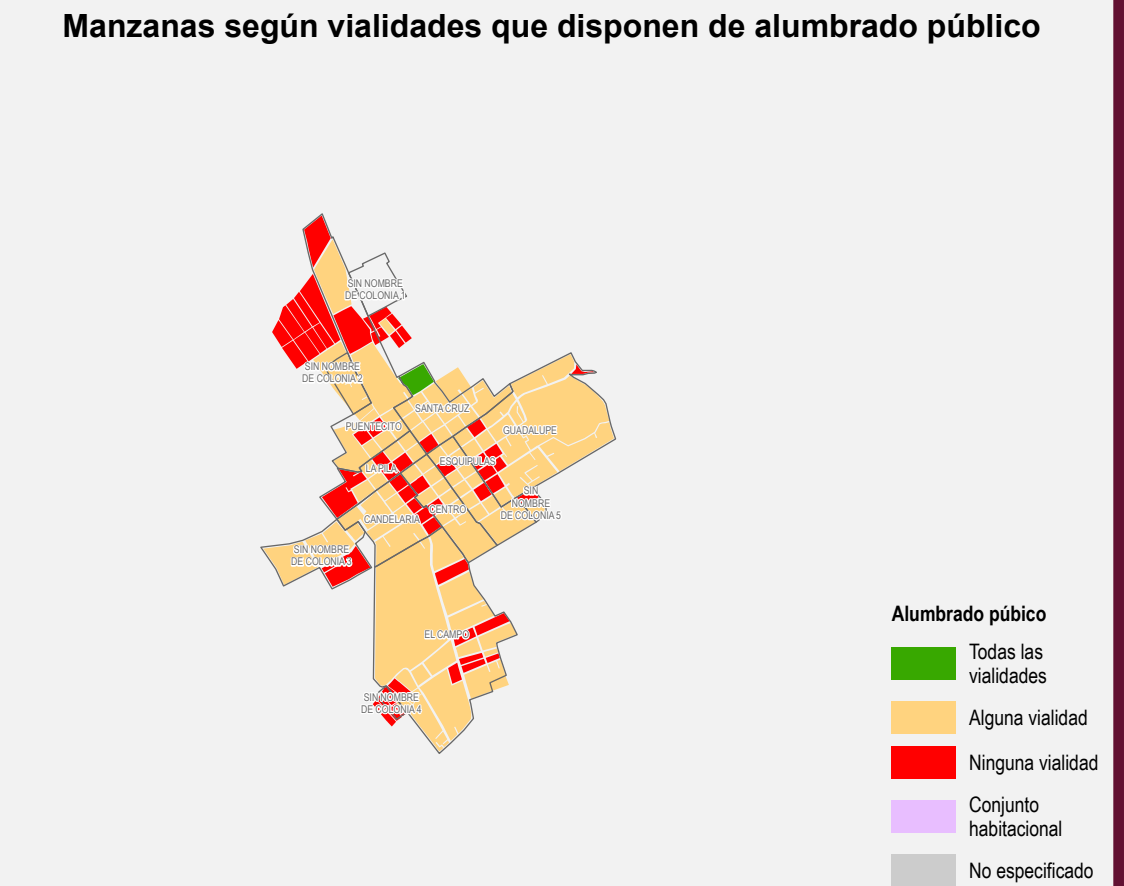 Manzanas según vialidades que disponen de alumbrado público
SIN NOMBRE
DE COLONIA 1
SIN NOMBRE
DE COLONIA 2
SANTA CRUZ
PUENTECITO
GUADALUPE
LA PILA
ESQUIPULAS
SIN
NOMBRE
DE COLONIA 5
CENTRO
CANDELARIA
SIN NOMBRE
DE COLONIA 3
EL CAMPO
SIN NOMBRE
DE COLONIA 4
Alumbrado púbico
Todas las
vialidades
Alguna vialidad
Ninguna vialidad
Conjunto
habitacional
No especificado